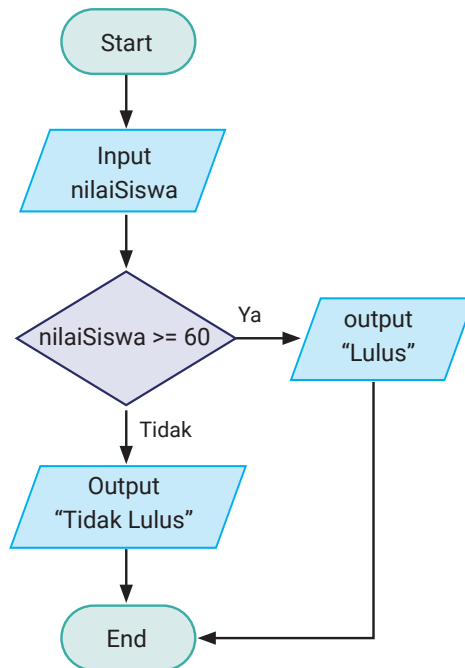 Start
Input
nilaiSiswa
nilaiSiswa >= 60
Ya
output
“Lulus”
Tidak
Output
“Tidak Lulus”
End